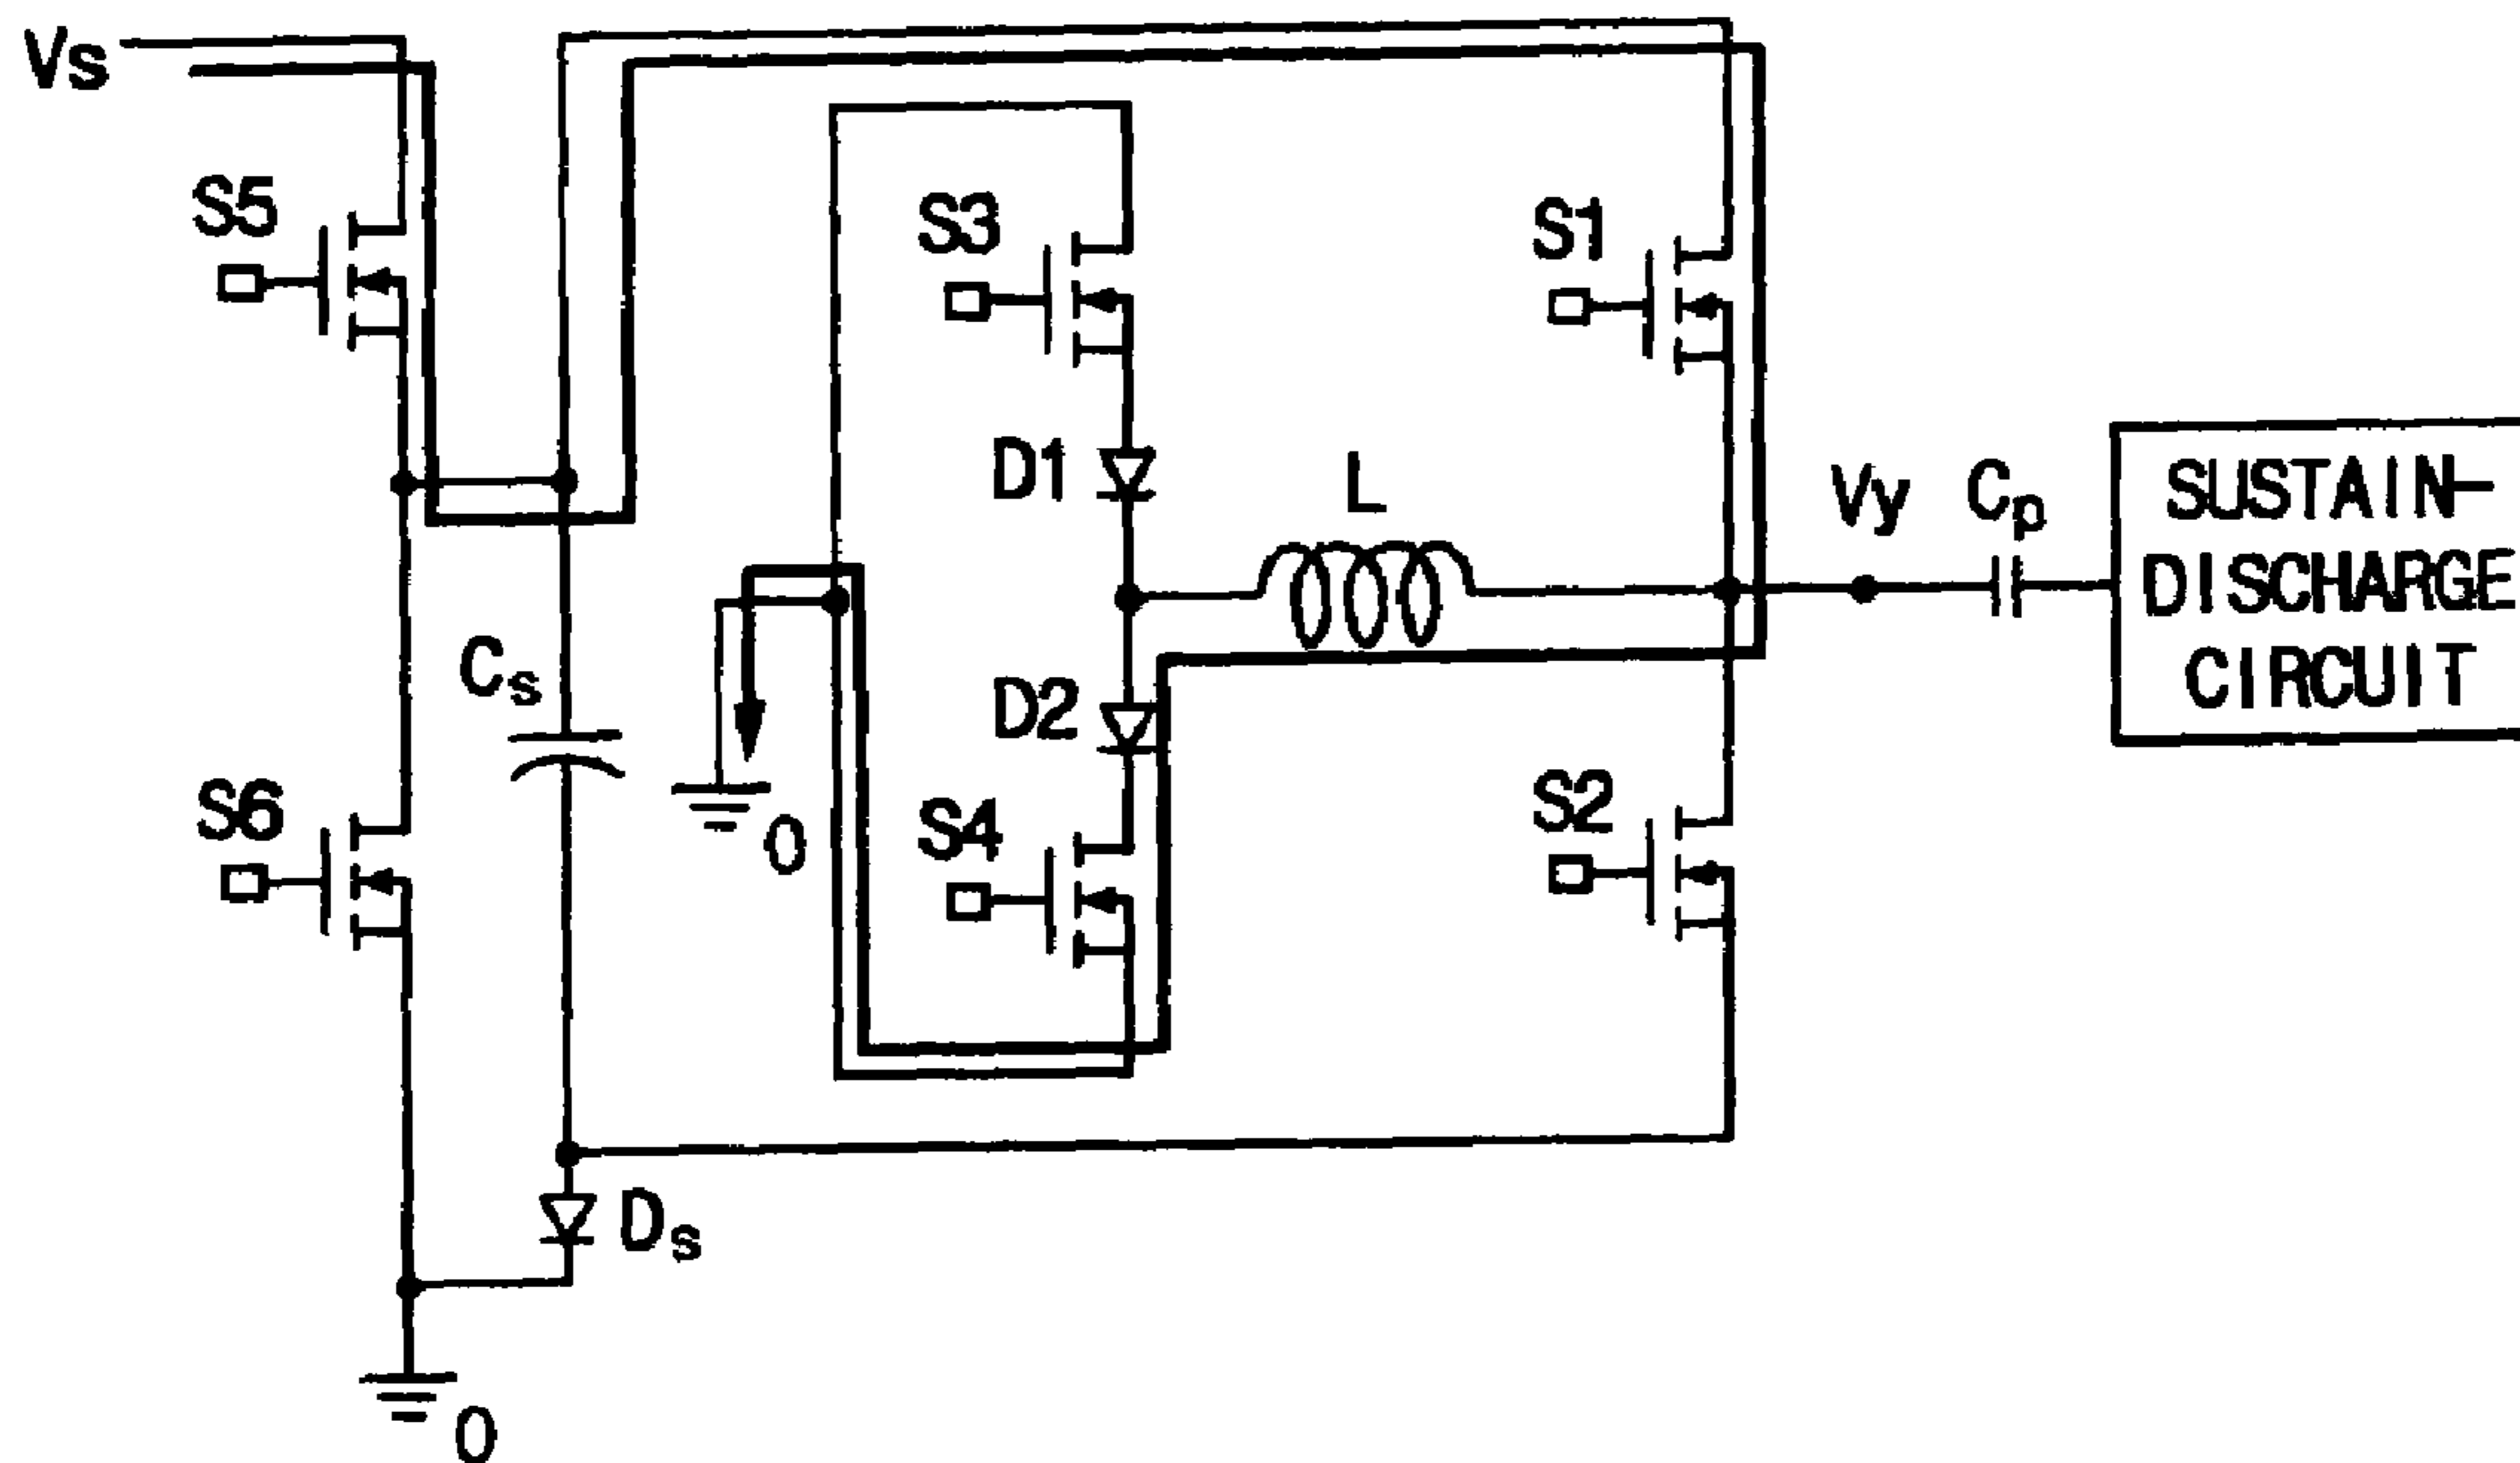 Vs
S5
S3
S1
D1
L
Vy
Cp
SUSTAIN-
DISCHARGE
CIRCUIT
Cs
D2
S6
S4
S2
0
Ds
0